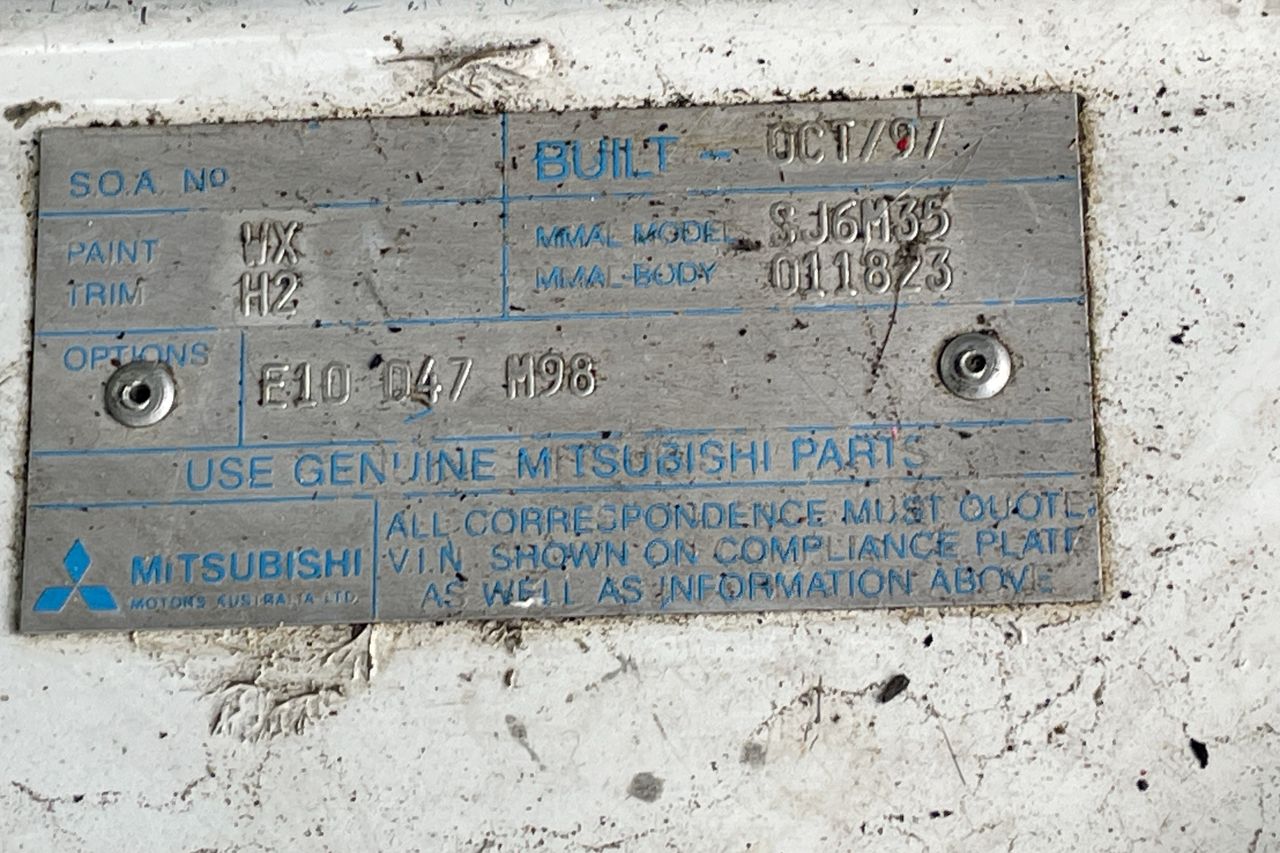 S.O.A NO.
BUILT - OCT/97
PAINT WX
TRIM H2
MMAL MODEL SJ6M35
MMAL-BODY 011823
OPTIONS E10 D47 M98
USE GENUINE MITSUBISHI PARTS
MITSUBISHI
MOTORS AUSTRALIA LTD.
ALL CORRESPONDENCE MUST QUOTE
V.I.N SHOWN ON COMPLIANCE PLATE
AS WELL AS INFORMATION ABOVE